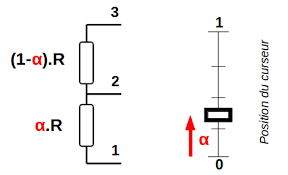 3
(1-α).R
2
α.R
1
1
α
0
Position du curseur